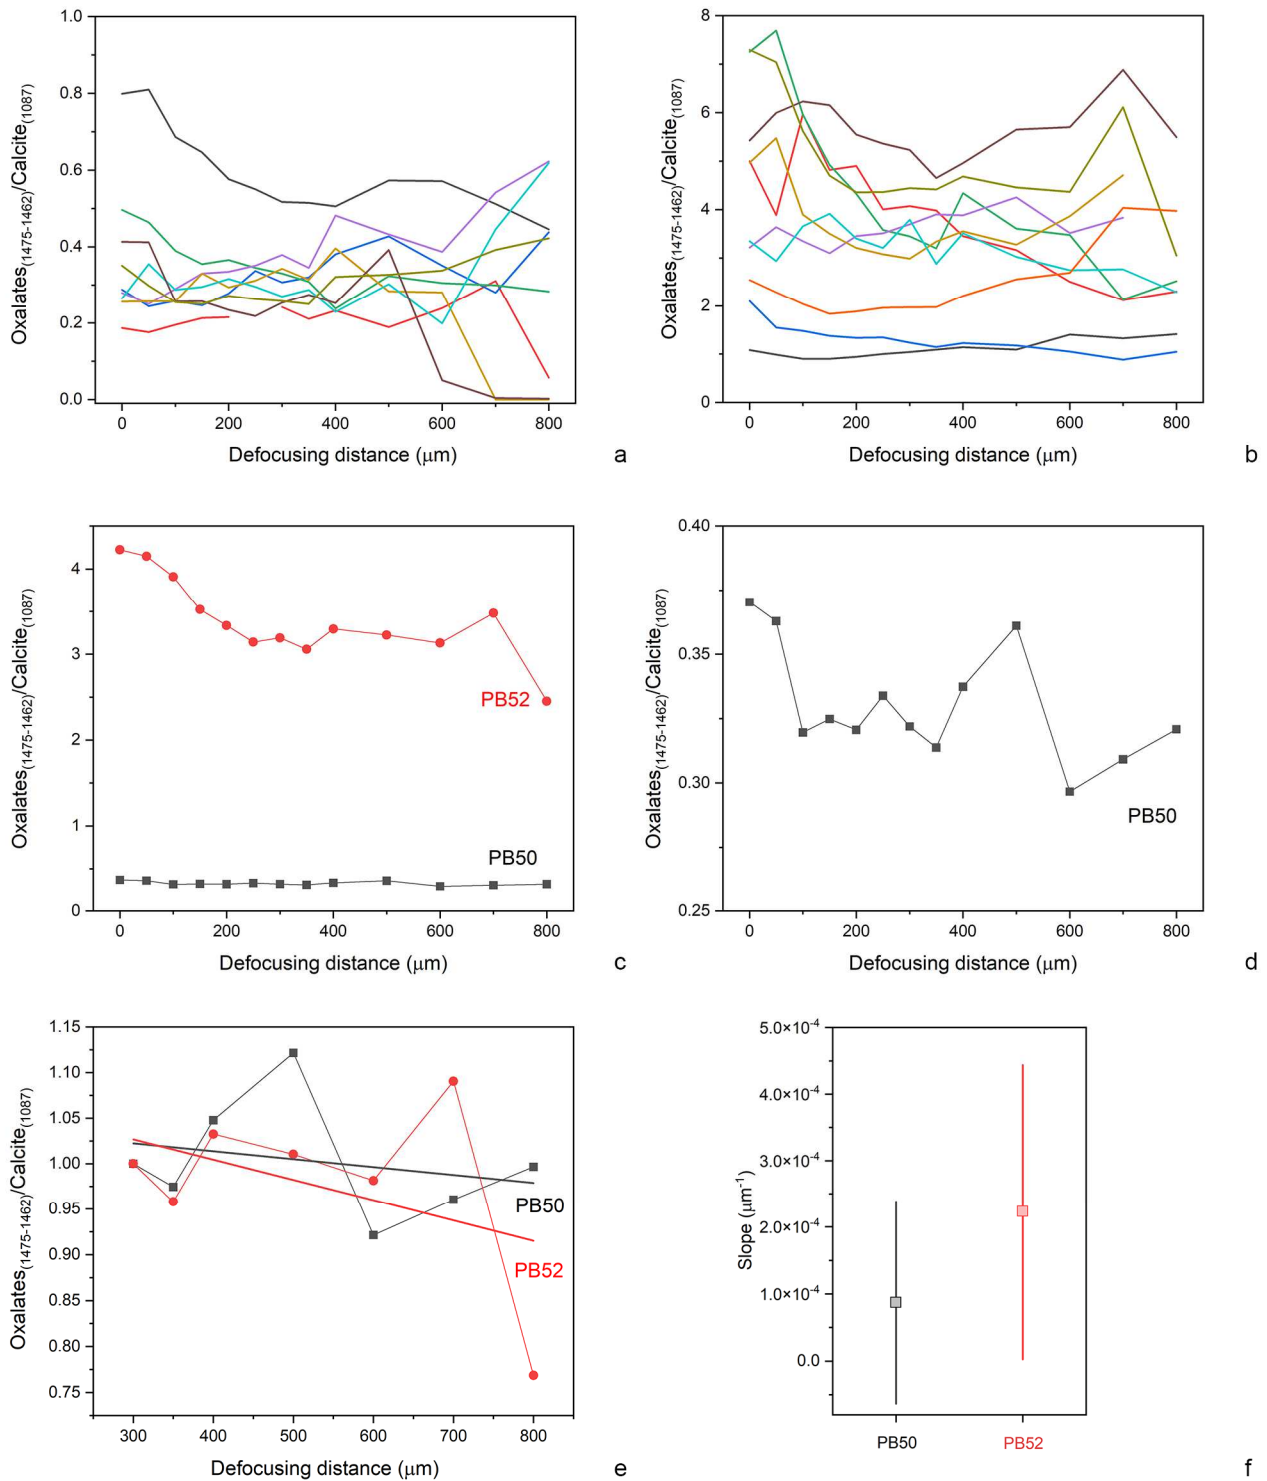 1.0
0.8
0.6
0.4
0.2
0.0
0 200 400 600 800
Oxalates(1475-1462)/Calcite(1087)
Defocusing distance (μm)
a
8
6
4
2
0
0 200 400 600 800
Oxalates(1475-1462)/Calcite(1087)
Defocusing distance (μm)
b
4
3
2
1
0
0 200 400 600 800
Oxalates(1475-1462)/Calcite(1087)
PB52
PB50
Defocusing distance (μm)
c
0.40
0.35
0.30
0.25
0 200 400 600 800
Oxalates(1475-1462)/Calcite(1087)
PB50
Defocusing distance (μm)
d
1.15
1.10
1.05
1.00
0.95
0.90
0.85
0.80
0.75
300 400 500 600 700 800
Oxalates(1475-1462)/Calcite(1087)
PB50
PB52
Defocusing distance (μm)
e
5.0×10-4
4.0×10-4
3.0×10-4
2.0×10-4
1.0×10-4
0.0
Slope (μm-1)
PB50 PB52
f